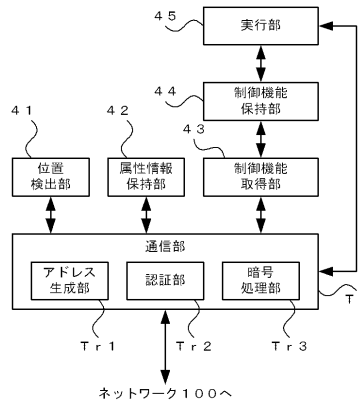 45
実行部
44
制御機能
保持部
41
42
43
位置
検出部
属性情報
保持部
制御機能
取得部
通信部
アドレス
生成部
認証部
暗号
処理部
Tr1
Tr2
Tr3
T
ネットワーク100へ